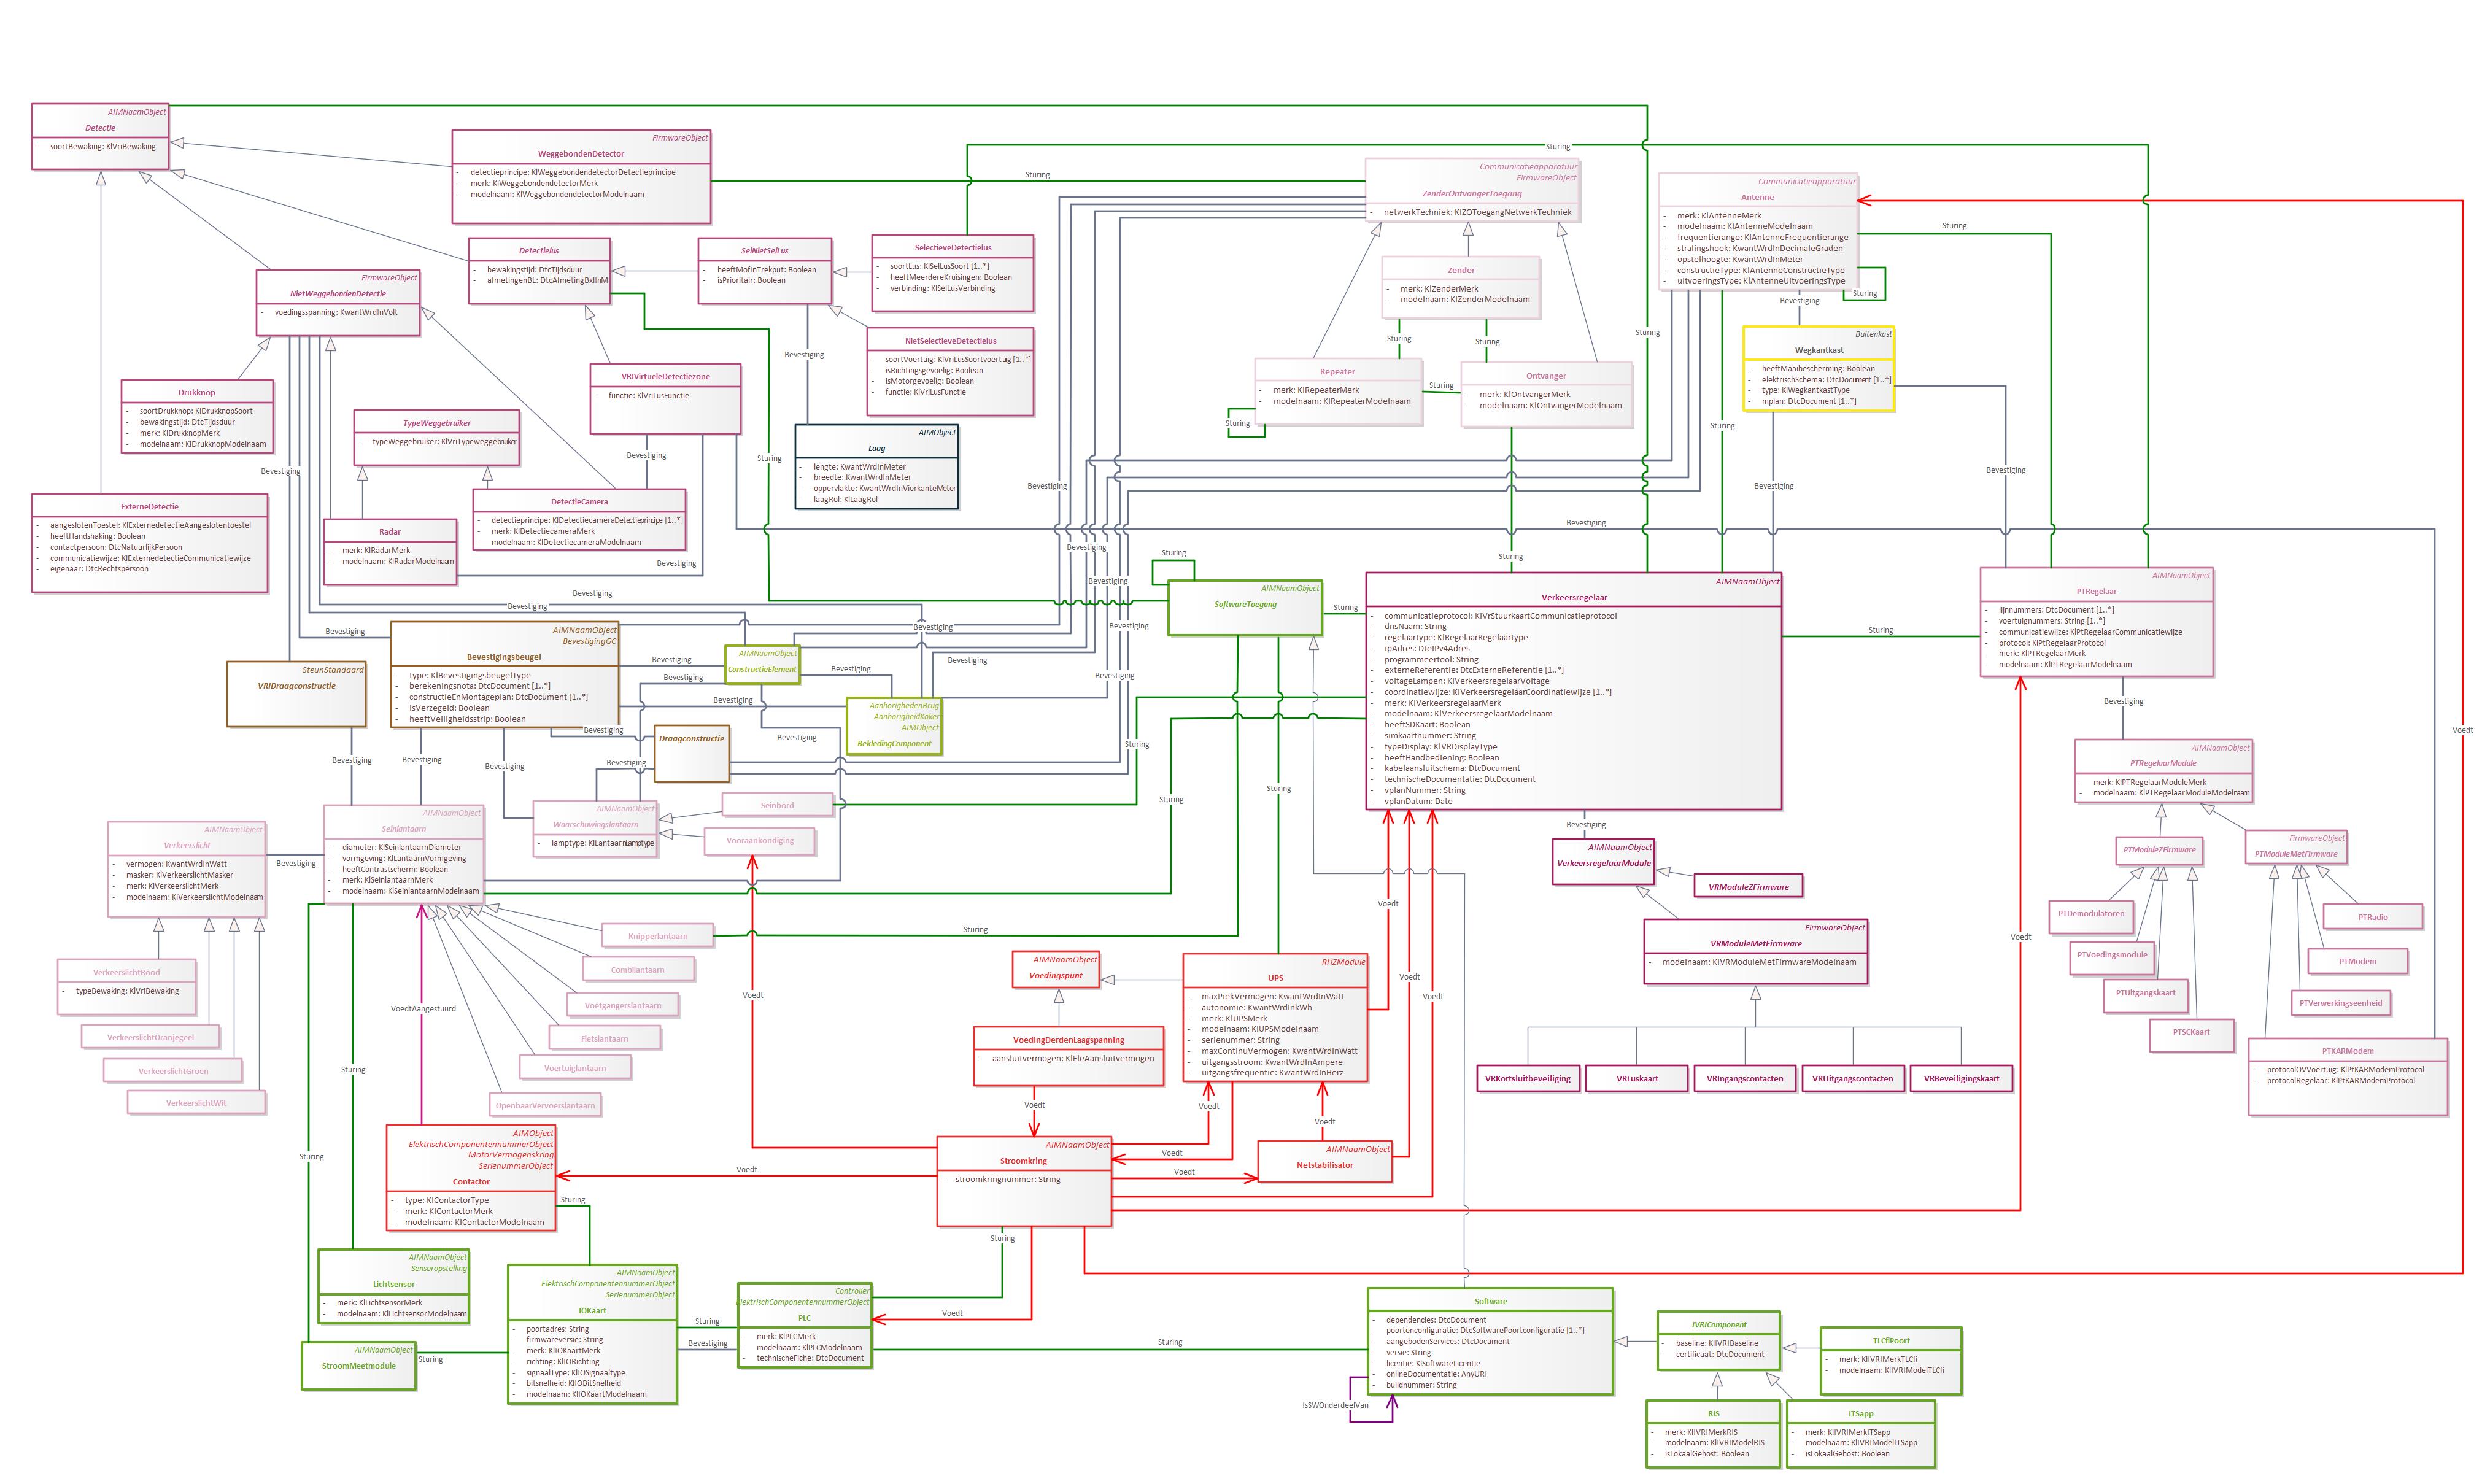 AIMNaamObject
Detectie
- soortBewaking: KlVriBewaking
FirmwareObject
WeggebondenDetector
- detectieprincipe: KlWeggebondendetectorDetectieprincipe
- merk: KlWeggebondendetectorMerk
- modelnaam: KlWeggebondendetectorModelnaam
Sturing
Sturing
Communicatieapparatuur
FirmwareObject
ZenderOntvangerToegang
- netwerkTechniek: KlZOToegangNetwerkTechniek
Communicatieapparatuur
Antenne
- merk: KlAntenneMerk
- modelnaam: KlAntenneModelnaam
- frequentierange: KlAntenneFrequentierange
- stralingshoek: KwantWrdInDecimaleGraden
- opstelhoogte: KwantWrdInMeter
- constructieType: KlAntenneConstructieType
- uitvoeringsType: KlAntenneUitvoeringsType
Sturing
Sturing
Bevestiging
Detectielus
- bewakingstijd: DtcTijdsduur
- afmetingenBL: DtcAfmetingBxlInM
SelNietSelLus
- heeftMofInTrekput: Boolean
- isPrioritair: Boolean
SelectieveDetectielus
- soortLus: KlSelLusSoort [1..*]
- heeftMeerdereKruisingen: Boolean
- verbinding: KlSelLusVerbinding
FirmwareObject
NietWeggebondenDetectie
- voedingsspanning: KwantWrdInVolt
Zender
- merk: KlZenderMerk
- modelnaam: KlZenderModelnaam
NietSelectieveDetectielus
- soortVoertuig: KlVriLusSoortvoertuig [1..*]
- isRichtingsgevoelig: Boolean
- isMotorgevoelig: Boolean
- functie: KlVriLusFunctie
Bevestiging
Sturing
Sturing
Sturing
Buitenkast
Wegkantkast
- heeftMaaibescherming: Boolean
- elektrischSchema: DtcDocument [1..*]
- type: KlWegkantkastType
- mplan: DtcDocument [1..*]
VRIVirtueleDetectiezone
- functie: KlVriLusFunctie
Repeater
- merk: KlRepeaterMerk
- modelnaam: KlRepeaterModelnaam
Sturing
Sturing
Ontvanger
- merk: KlOntvangerMerk
- modelnaam: KlOntvangerModelnaam
Sturing
Drukknop
- soortDrukknop: KlDrukknopSoort
- bewakingstijd: DtcTijdsduur
- merk: KlDrukknopMerk
- modelnaam: KlDrukknopModelnaam
TypeWeggebruiker
- typeWeggebruiker: KlVriTypeweggebruiker
AIMObject
Laag
- lengte: KwantWrdInMeter
- breedte: KwantWrdInMeter
- oppervlakte: KwantWrdInVierkanteMeter
- laagRol: KlLaagRol
Bevestiging
Sturing
Bevestiging
Bevestiging
Bevestiging
Bevestiging
ExterneDetectie
- aangeslotenToestel: KlExternedetectieAangeslotentoestel
- heeftHandshaking: Boolean
- contactpersoon: DtcNatuurlijkPersoon
- communicatiewijze: KlExternedetectieCommunicatiewijze
- eigenaar: DtcRechtspersoon
DetectieCamera
- detectieprincipe: KlDetectiecameraDetectieprincipe [1..*]
- merk: KlDetectiecameraMerk
- modelnaam: KlDetectiecameraModelnaam
Radar
- merk: KlRadarMerk
- modelnaam: KlRadarModelnaam
Bevestiging
Bevestiging
Bevestiging
Sturing
Sturing
Bevestiging
Bevestiging
Bevestiging
Bevestiging
Bevestiging
Bevestiging
AIMNaamObject
SoftwareToegang
Sturing
AIMNaamObject
Verkeersregelaar
- communicatieprotocol: KlVrStuurkaartCommunicatieprotocol
- dnsNaam: String
- regelaartype: KlRegelaarRegelaartype
- ipAdres: DteIPv4Adres
- programmeertool: String
- externeReferentie: DtcExterneReferentie [1..*]
- voltageLampen: KlVerkeersregelaarVoltage
- coordinatiewijze: KlVerkeersregelaarCoordinatiewijze [1..*]
- merk: KlVerkeersregelaarMerk
- modelnaam: KlVerkeersregelaarModelnaam
- heeftSDKaart: Boolean
- simkaartnummer: String
- typeDisplay: KlVRDisplayType
- heeftHandbediening: Boolean
- kabelaansluitschema: DtcDocument
- technischeDocumentatie: DtcDocument
- vplanNummer: String
- vplanDatum: Date
Sturing
AIMNaamObject
PTRegelaar
- lijnnummers: DtcDocument [1..*]
- voertuignummers: String [1..*]
- communicatiewijze: KlPtRegelaarCommunicatiewijze
- protocol: KlPtRegelaarProtocol
- merk: KlPTRegelaarMerk
- modelnaam: KlPTRegelaarModelnaam
AIMNaamObject
BevestigingGC
Bevestigingsbeugel
- type: KlBevestigingsbeugelType
- berekeningsnota: DtcDocument [1..*]
- constructieEnMontageplan: DtcDocument [1..*]
- isVerzegeld: Boolean
- heeftVeiligheidsstrip: Boolean
SteunStandaard
VRIDraagconstructie
AIMNaamObject
ConstructieElement
Bevestiging
Bevestiging
Bevestiging
Bevestiging
Bevestiging
Bevestiging
AanhorighedenBrug
AanhorigheidKoker
AIMObject
BekledingComponent
Draagconstructie
Bevestiging
Bevestiging
Bevestiging
Sturing
Bevestiging
Voedt
Bevestiging
Bevestiging
Bevestiging
AIMNaamObject
PTRegelaarModule
- merk: KlPTRegelaarModuleMerk
- modelnaam: KlPTRegelaarModuleModelnaam
Sturing
Sturing
AIMNaamObject
Waarschuwingslantaarn
- lamptype: KlLantaarnLamptype
Seinbord
Vooraankondiging
AIMNaamObject
Seinlantaarn
- diameter: KlSeinlantaarnDiameter
- vormgeving: KlLantaarnVormgeving
- heeftContrastscherm: Boolean
- merk: KlSeinlantaarnMerk
- modelnaam: KlSeinlantaarnModelnaam
AIMNaamObject
Verkeerslicht
- vermogen: KwantWrdInWatt
- masker: KlVerkeerslichtMasker
- merk: KlVerkeerslichtMerk
- modelnaam: KlVerkeerslichtModelnaam
Bevestiging
Bevestiging
AIMNaamObject
VerkeersregelaarModule
VRModuleZFirmware
PTModuleZFirmware
FirmwareObject
PTModuleMetFirmware
Voedt
Knipperlantaarn
Sturing
FirmwareObject
VRModuleMetFirmware
- modelnaam: KlVRModuleMetFirmwareModelnaam
PTDemodulatoren
PTRadio
Voedt
PTVoedingsmodule
PTModem
PTUitgangskaart
PTVerwerkingseenheid
PTSCKaart
VerkeerslichtRood
- typeBewaking: KlVriBewaking
Combilantaarn
Voetgangerslantaarn
Fietslantaarn
Voertuiglantaarn
OpenbaarVervoerslantaarn
VoedtAangestuurd
Voedt
VerkeerslichtOranjegeel
VerkeerslichtGroen
VerkeerslichtWit
AIMNaamObject
Voedingspunt
RHZModule
UPS
- maxPiekVermogen: KwantWrdInWatt
- autonomie: KwantWrdInkWh
- merk: KlUPSMerk
- modelnaam: KlUPSModelnaam
- serienummer: String
- maxContinuVermogen: KwantWrdInWatt
- uitgangsstroom: KwantWrdInAmpere
- uitgangsfrequentie: KwantWrdInHerz
Voedt
Voedt
VoedingDerdenLaagspanning
- aansluitvermogen: KlEleAansluitvermogen
PTKARModem
- protocolOVVoertuig: KlPtKARModemProtocol
- protocolRegelaar: KlPtKARModemProtocol
VRKortsluitbeveiliging
VRLuskaart
VRIngangscontacten
VRUitgangscontacten
VRBeveiligingskaart
Sturing
Voedt
Voedt
Voedt
AIMObject
ElektrischComponentennummerObject
MotorVermogenskring
SerienummerObject
Contactor
- type: KlContactorType
- merk: KlContactorMerk
- modelnaam: KlContactorModelnaam
Sturing
Voedt
AIMNaamObject
Stroomkring
- stroomkringnummer: String
Voedt
Voedt
AIMNaamObject
Netstabilisator
Sturing
Sturing
AIMNaamObject
Sensoropstelling
Lichtsensor
- merk: KlLichtsensorMerk
- modelnaam: KlLichtsensorModelnaam
AIMNaamObject
ElektrischComponentennummerObject
SerienummerObject
IOKaart
- poortadres: String
- firmwareversie: String
- merk: KlIOKaartMerk
- richting: KlIORichting
- signaalType: KlIOSignaaltype
- bitsnelheid: KlIOBitSnelheid
- modelnaam: KlIOKaartModelnaam
Controller
ElektrischComponentennummerObject
PLC
- merk: KlPLCMerk
- modelnaam: KlPLCModelnaam
- technischeFiche: DtcDocument
Sturing
Bevestiging
Voedt
Sturing
AIMNaamObject
StroomMeetmodule
Sturing
Software
- dependencies: DtcDocument
- poortenconfiguratie: DtcSoftwarePoortconfiguratie [1..*]
- aangebodenServices: DtcDocument
- versie: String
- licentie: KlSoftwareLicentie
- onlineDocumentatie: AnyURI
- buildnummer: String
isSWOnderdeelVan
IVRIComponent
- baseline: KlIVRIBaseline
- certificaat: DtcDocument
TLCfiPoort
- merk: KlIVRIMerkTLCfi
- modelnaam: KlIVRIModelTLCfi
RIS
- merk: KlIVRIMerkRIS
- modelnaam: KlIVRIModelRIS
- isLokaalGehost: Boolean
ITSapp
- merk: KlIVRIMerkITSapp
- modelnaam: KlIVRIModelITSapp
- isLokaalGehost: Boolean